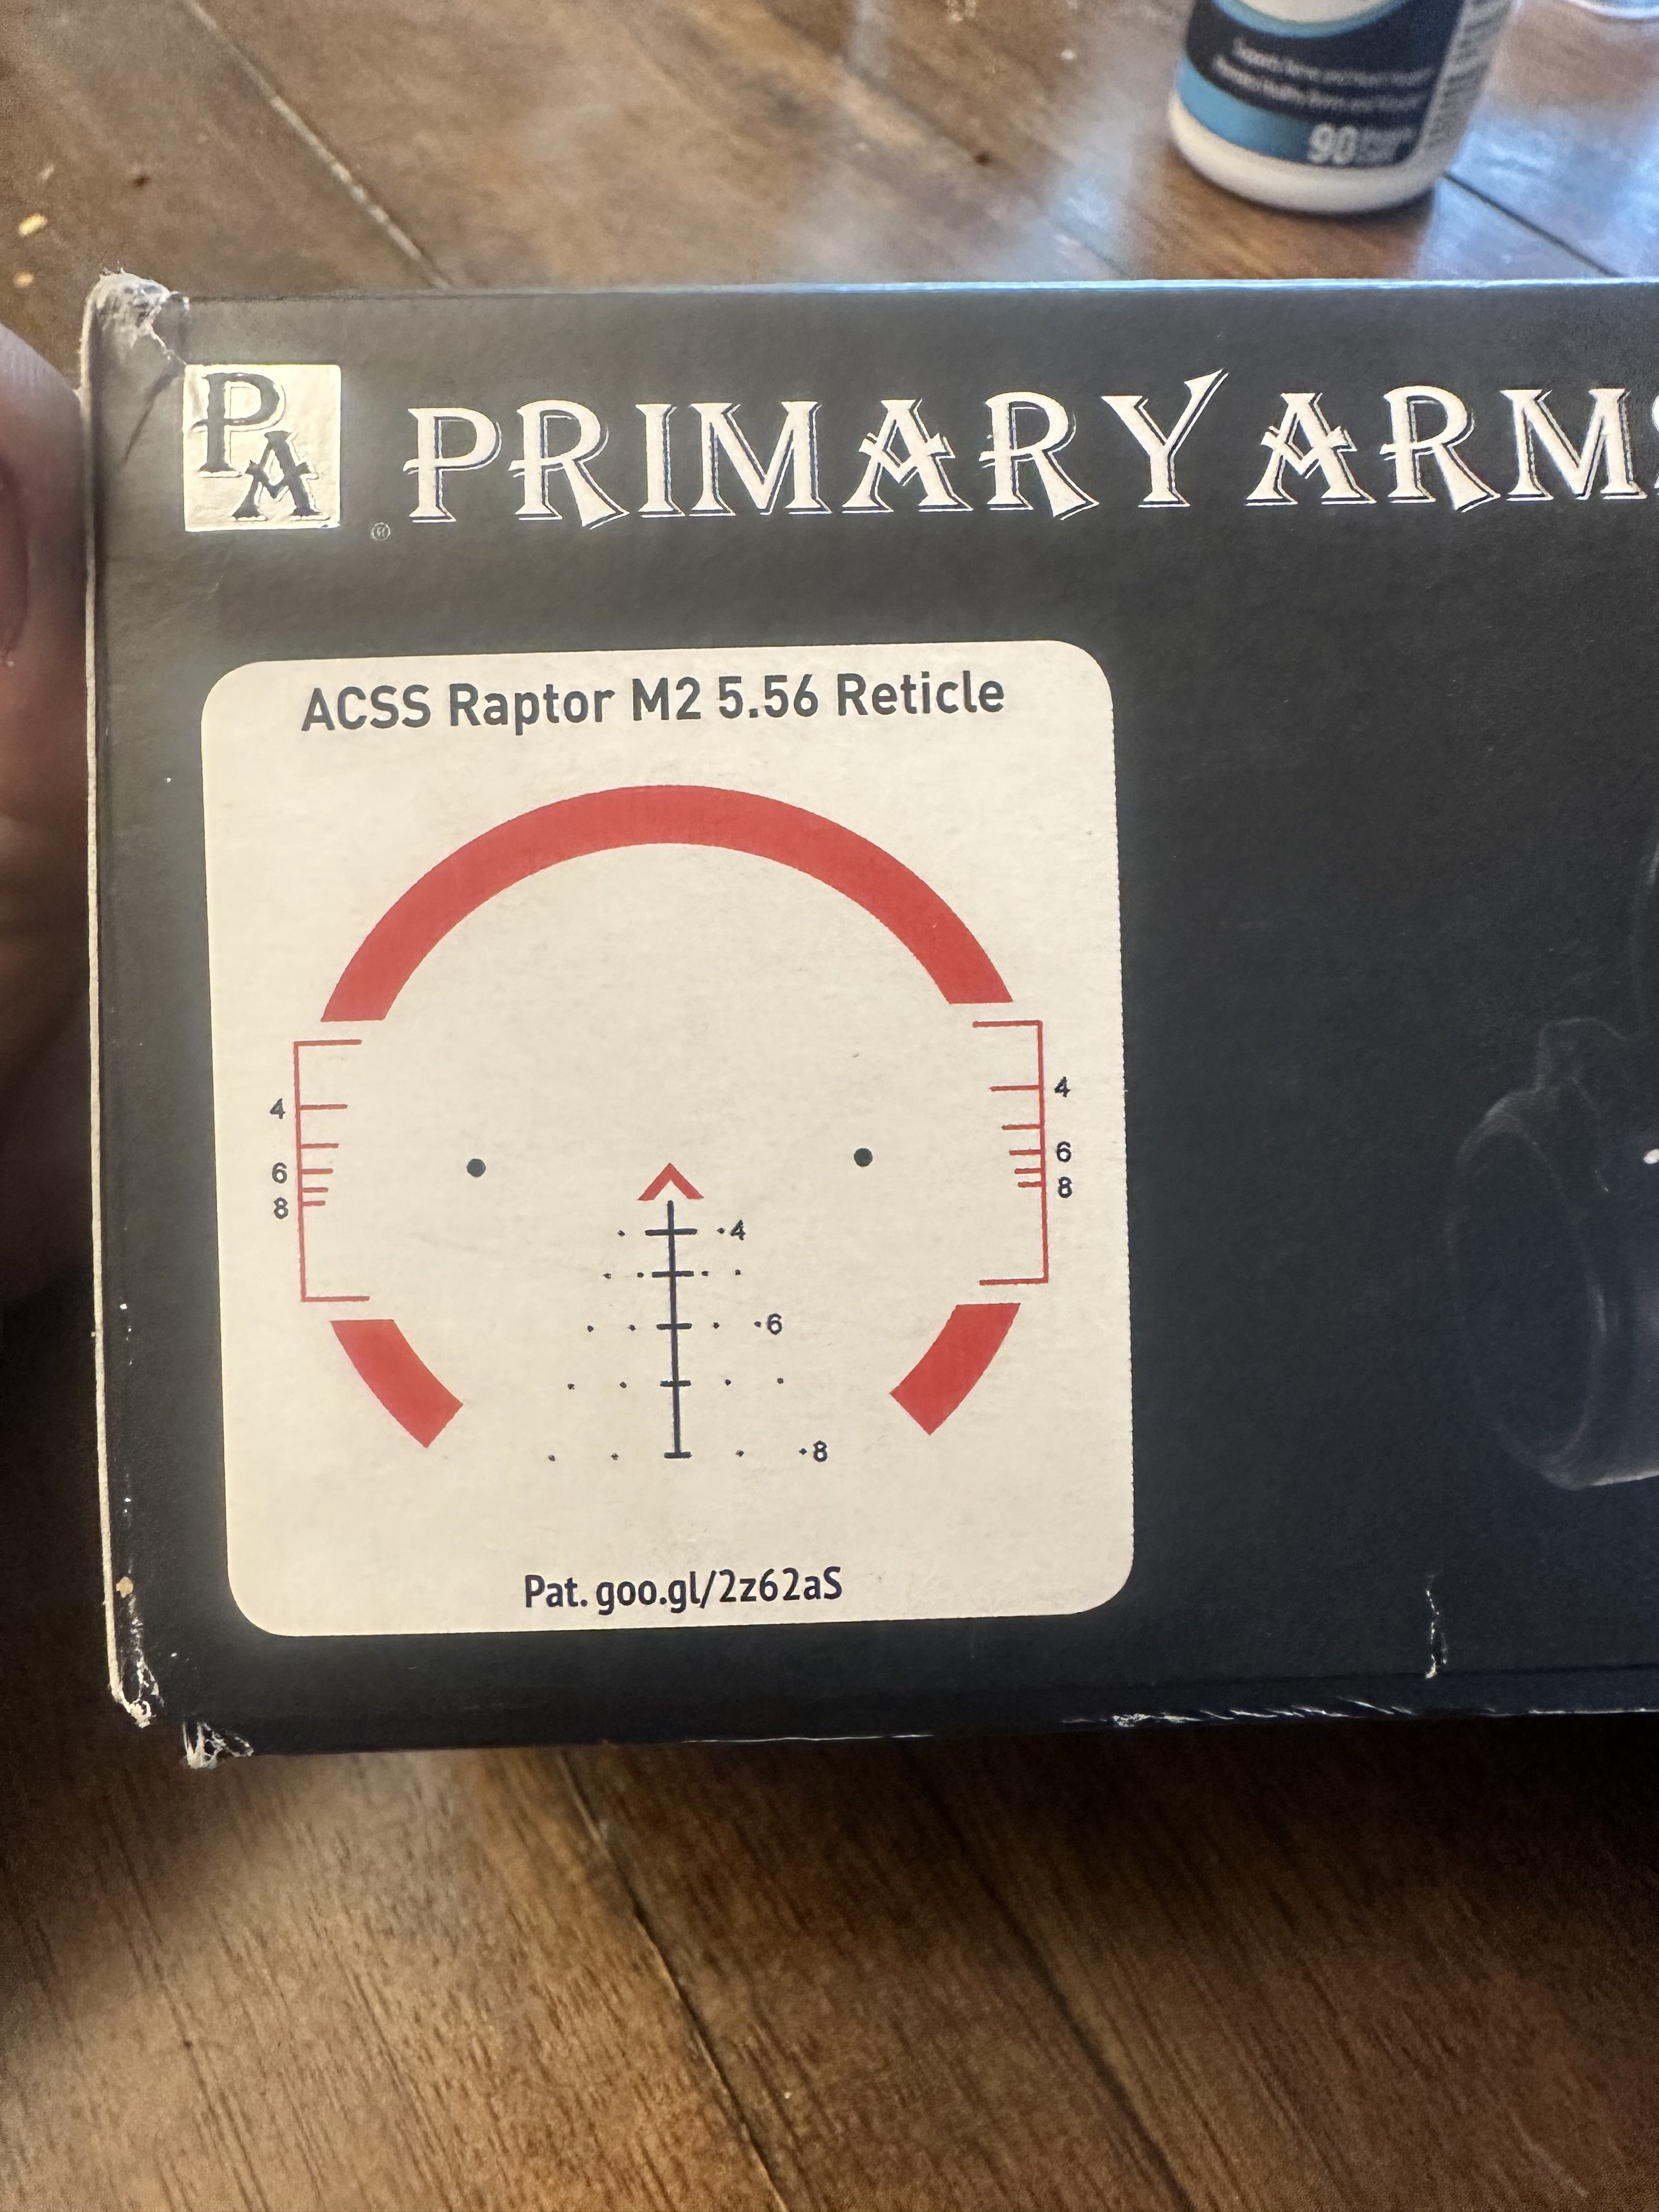 90
PA
® PRIMARY ARMS
ACSS Raptor M2 5.56 Reticle
4 4
6 6
8 8
4
6
8
Pat. goo.gl/2z62aS